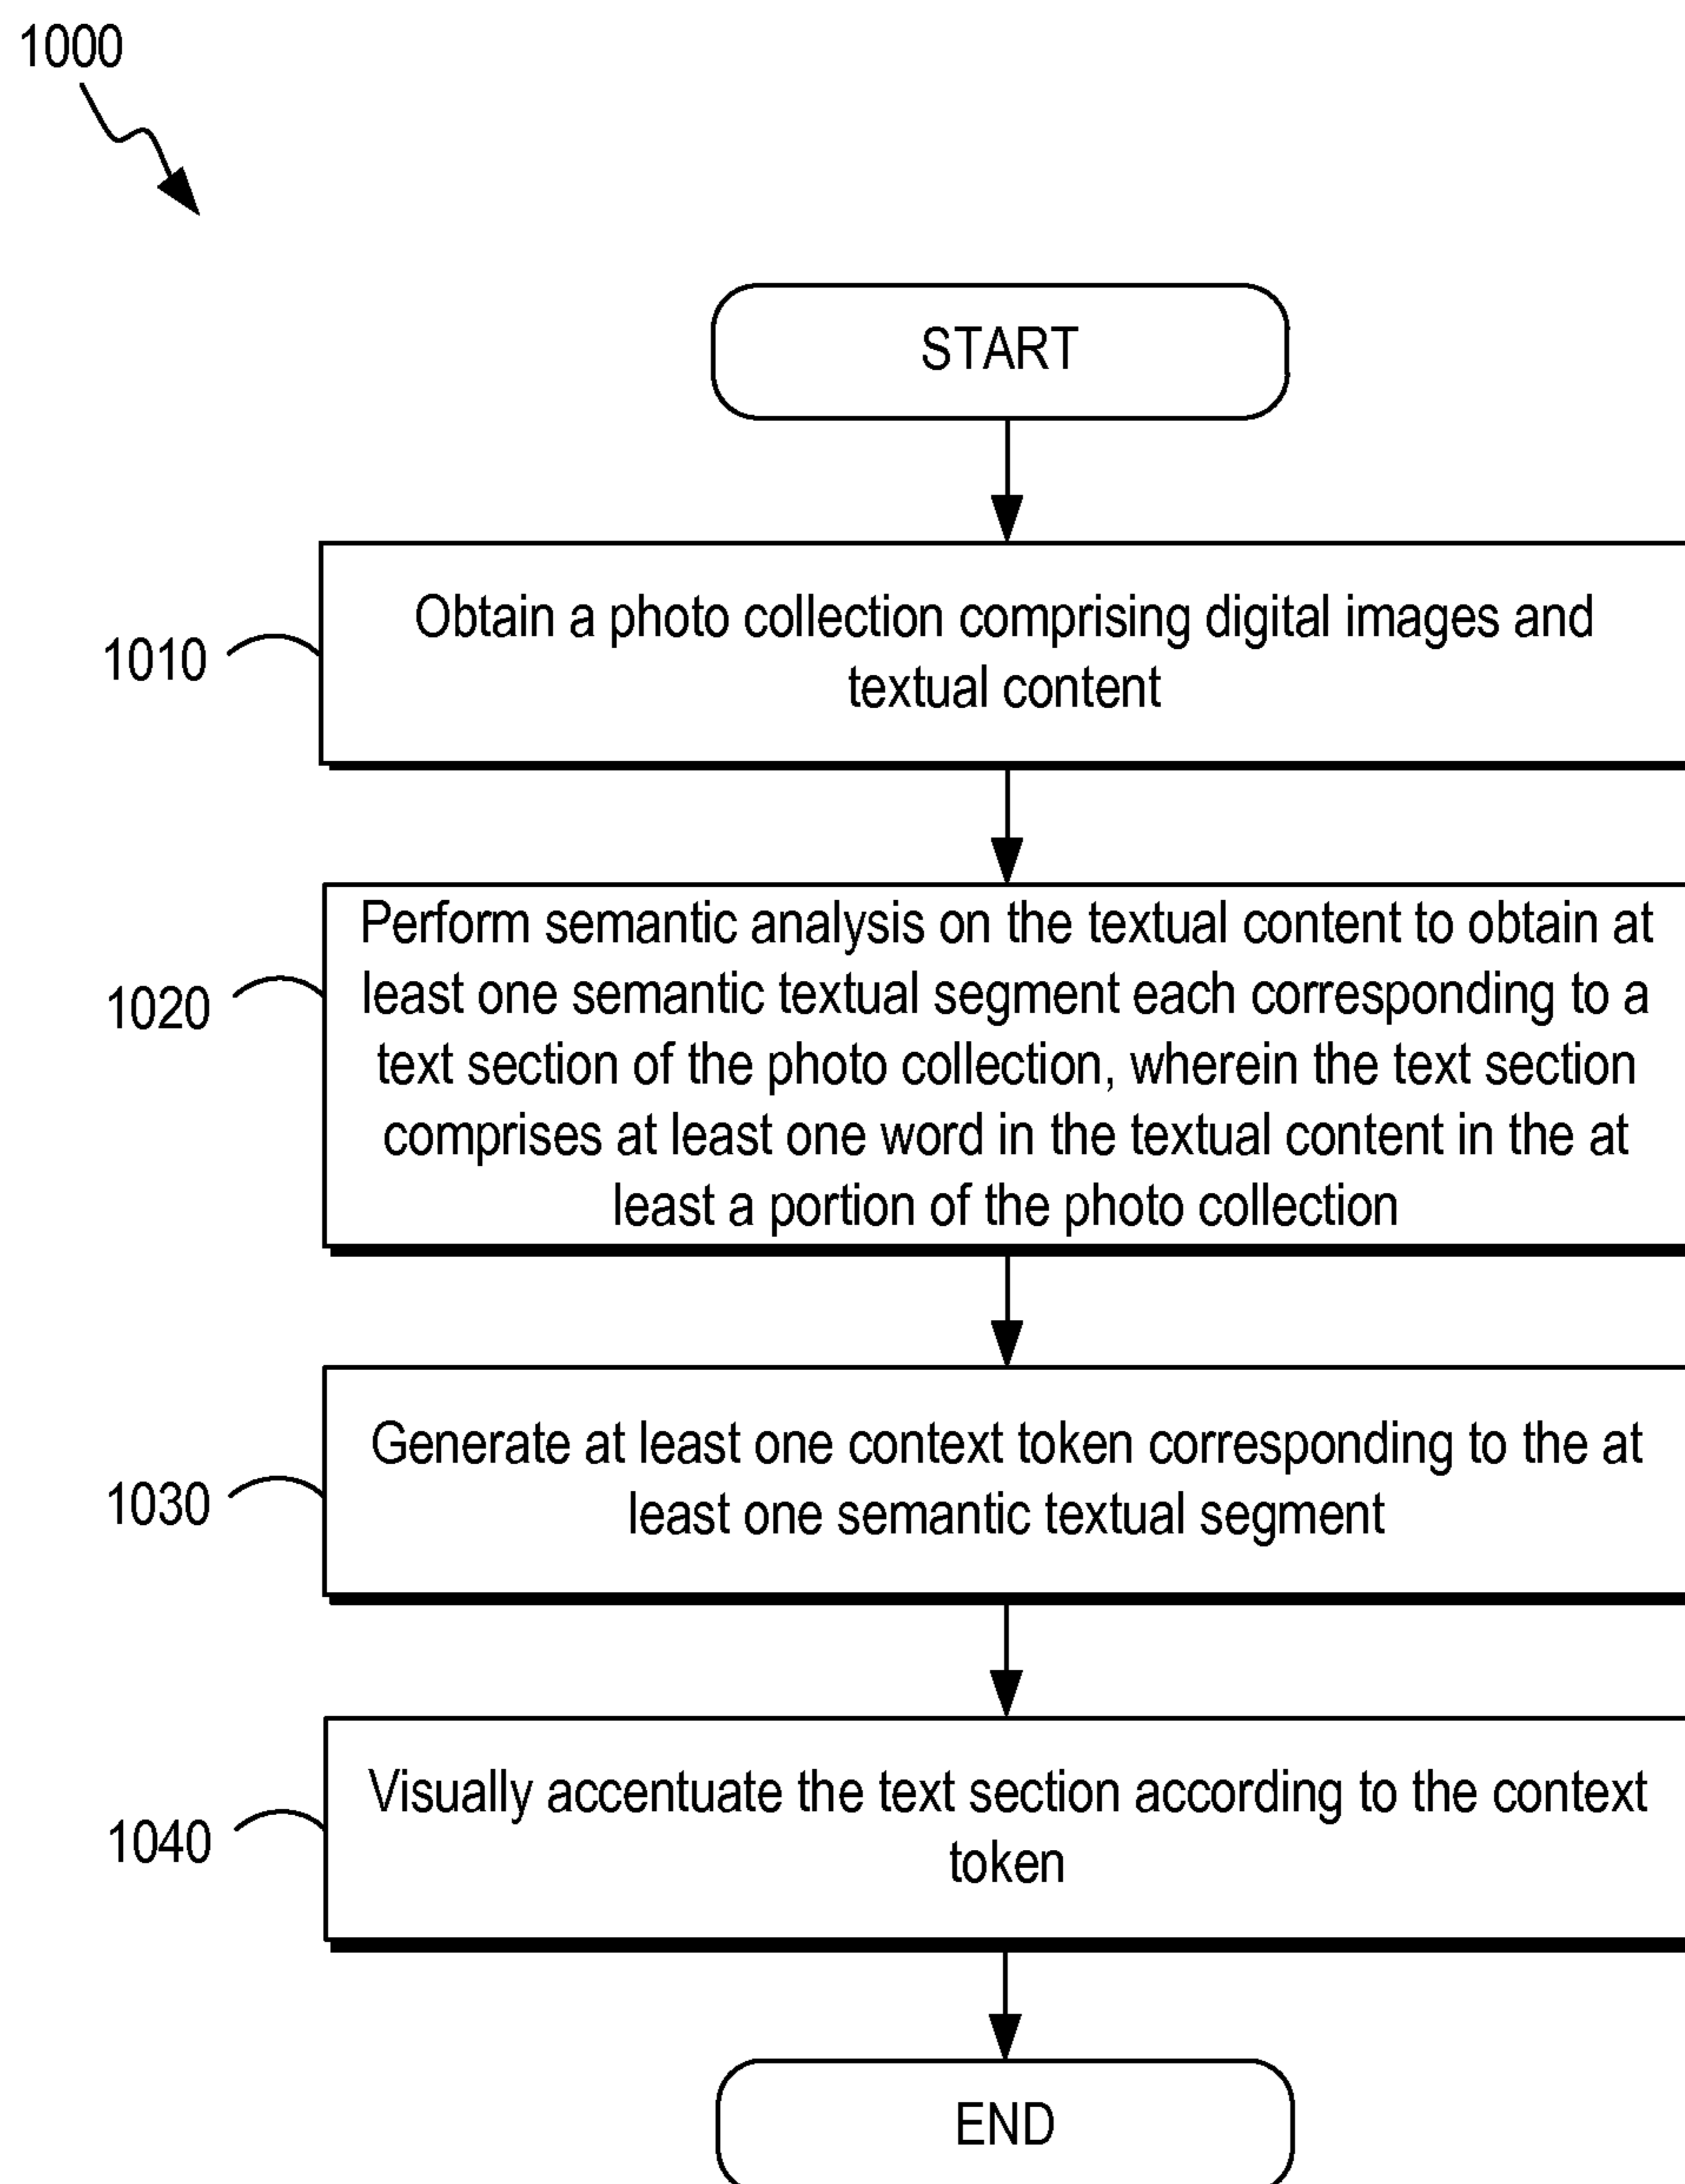 1000
START
1010
Obtain a photo collection comprising digital images and
textual content
1020
Perform semantic analysis on the textual content to obtain at
least one semantic textual segment each corresponding to a
text section of the photo collection, wherein the text section
comprises at least one word in the textual content in the at
least a portion of the photo collection
1030
Generate at least one context token corresponding to the at
least one semantic textual segment
1040
Visually accentuate the text section according to the context
token
END